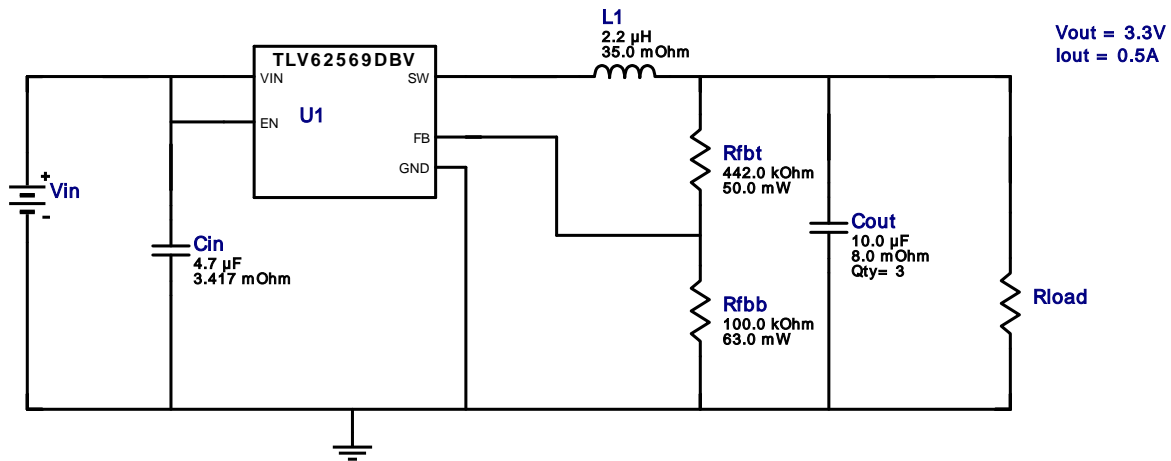 L1
2.2 µH
35.0 mOhm
Vout = 3.3V
Iout = 0.5A
TLV62569DBV
VIN
SW
U1
EN
FB
GND
Vin
+
-
Cin
4.7 µF
3.417 mOhm
Rfbt
442.0 kOhm
50.0 mW
Cout
10.0 µF
8.0 mOhm
Qty= 3
Rfbb
100.0 kOhm
63.0 mW
Rload